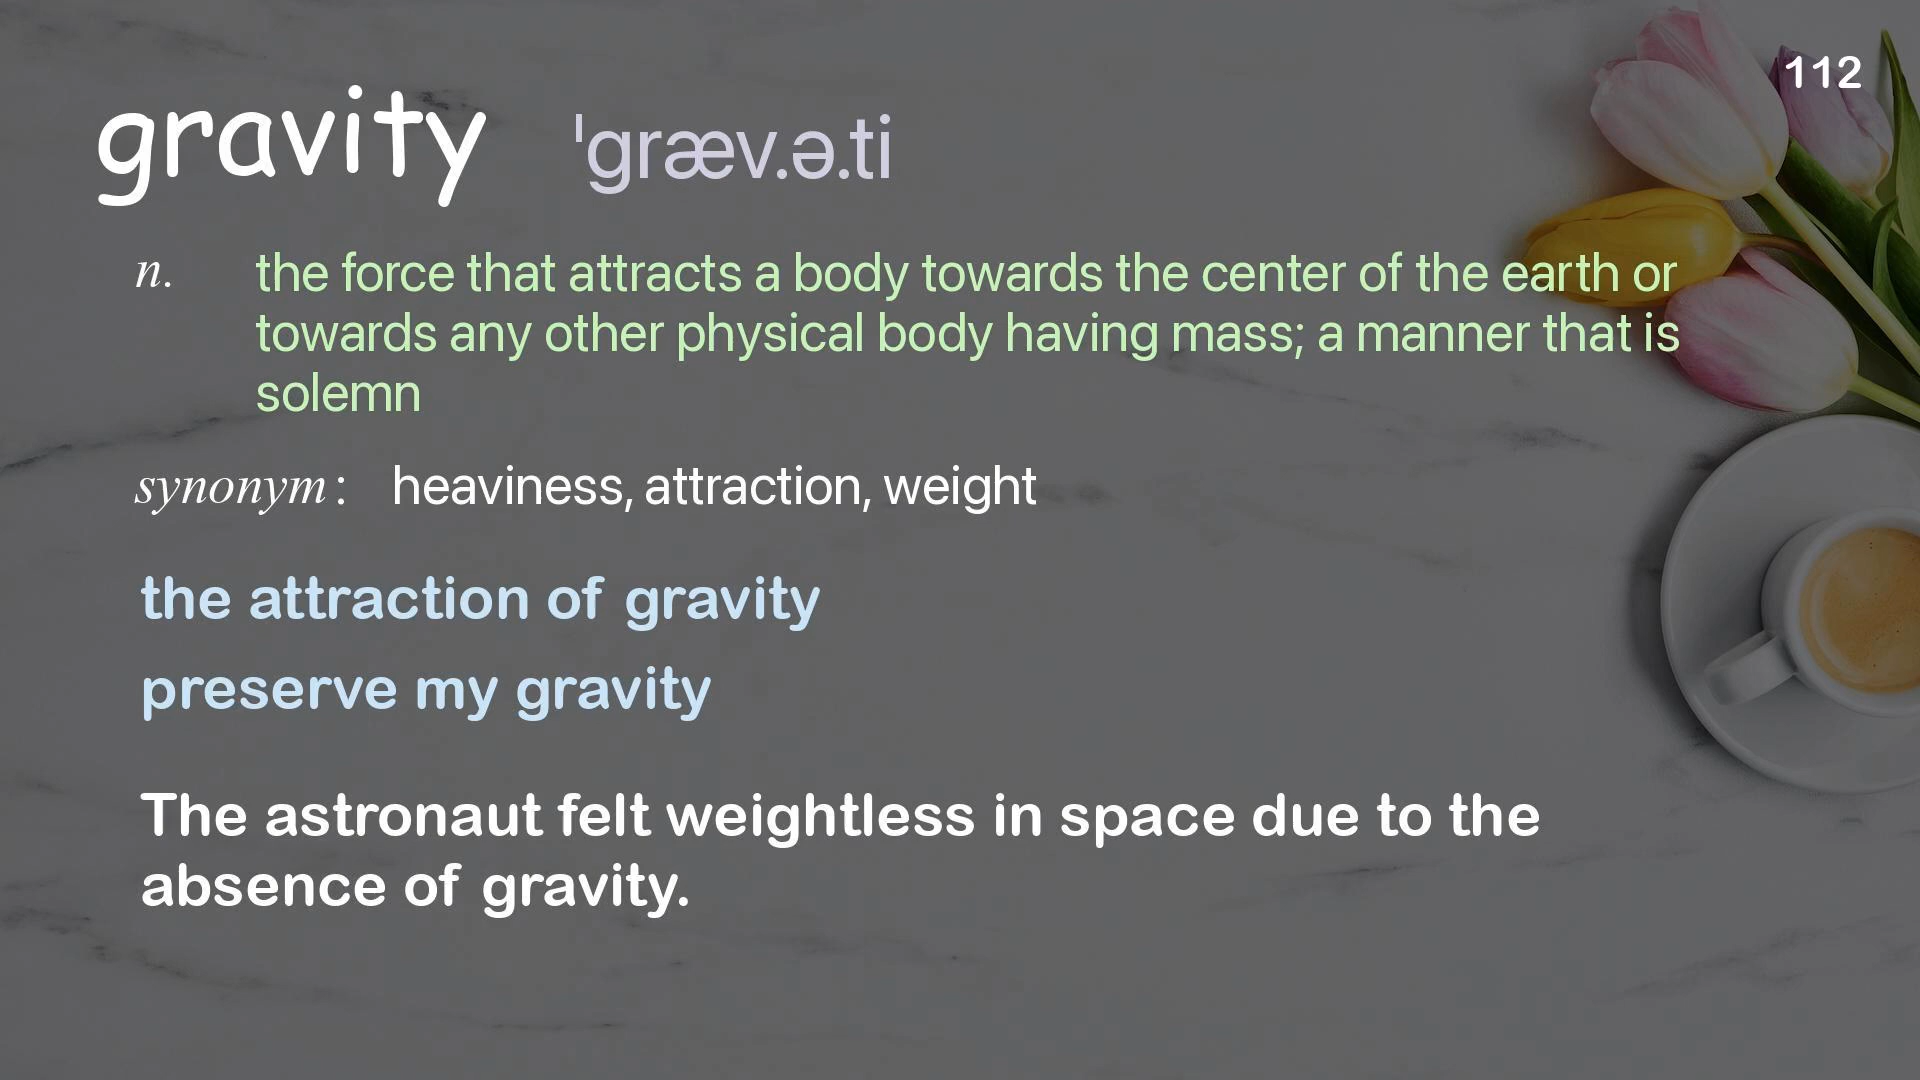 112
gravity ˈɡræv.ə.ti
n. the force that attracts a body towards the center of the earth or
towards any other physical body having mass; a manner that is
solemn
synonym: heaviness, attraction, weight
the attraction of gravity
preserve my gravity
The astronaut felt weightless in space due to the
absence of gravity.